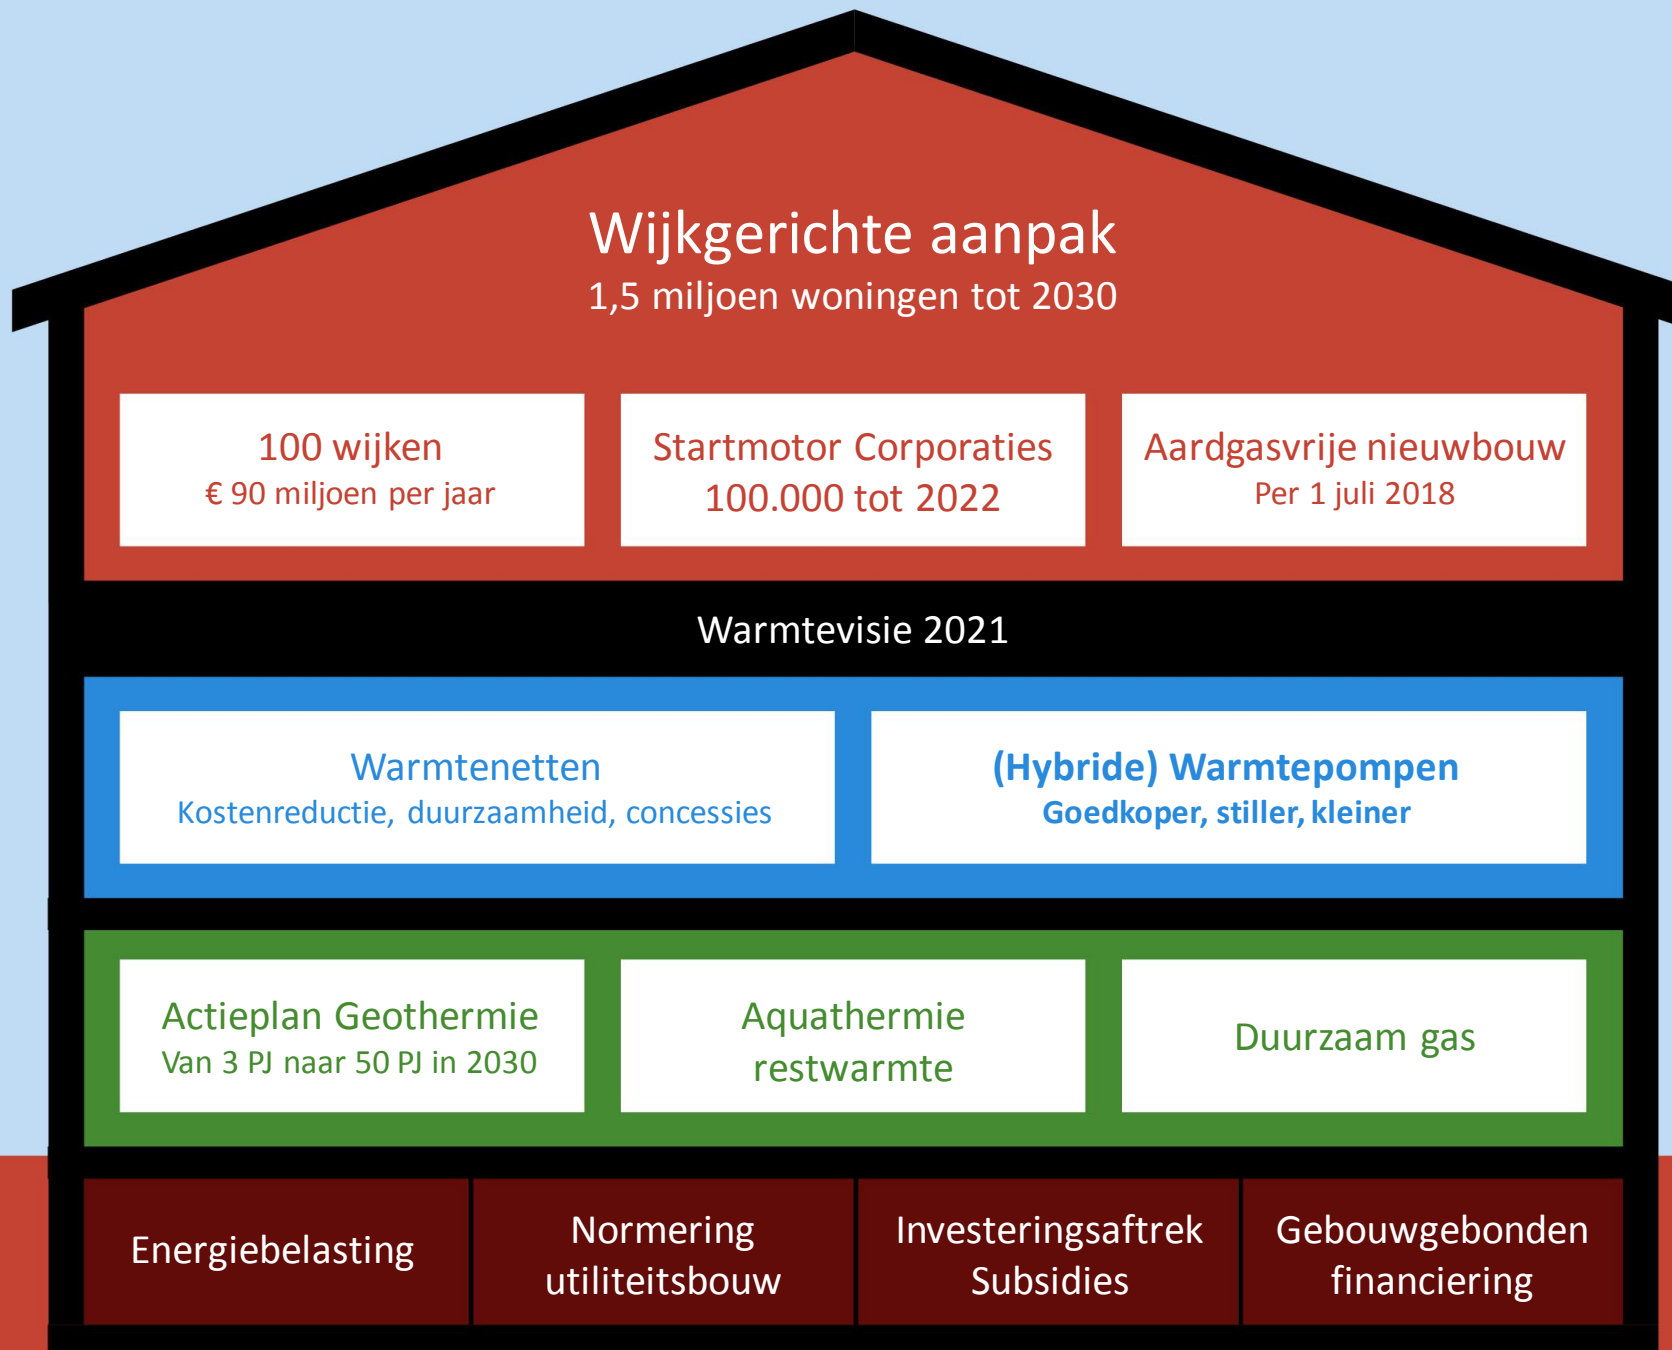 Wijkgerichte aanpak
1,5 miljoen woningen tot 2030
100 wijken
€ 90 miljoen per jaar
Startmotor Corporaties
100.000 tot 2022
Aardgasvrije nieuwbouw
Per 1 juli 2018
Warmtevisie 2021
Warmtenetten
Kostenreductie, duurzaamheid, concessies
(Hybride) Warmtepompen
Goedkoper, stiller, kleiner
Actieplan Geothermie
Van 3 PJ naar 50 PJ in 2030
Aquathermie
restwarmte
Duurzaam gas
Energiebelasting
Normering
utiliteitsbouw
Investeringsaftrek
Subsidies
Gebouwgebonden
financiering